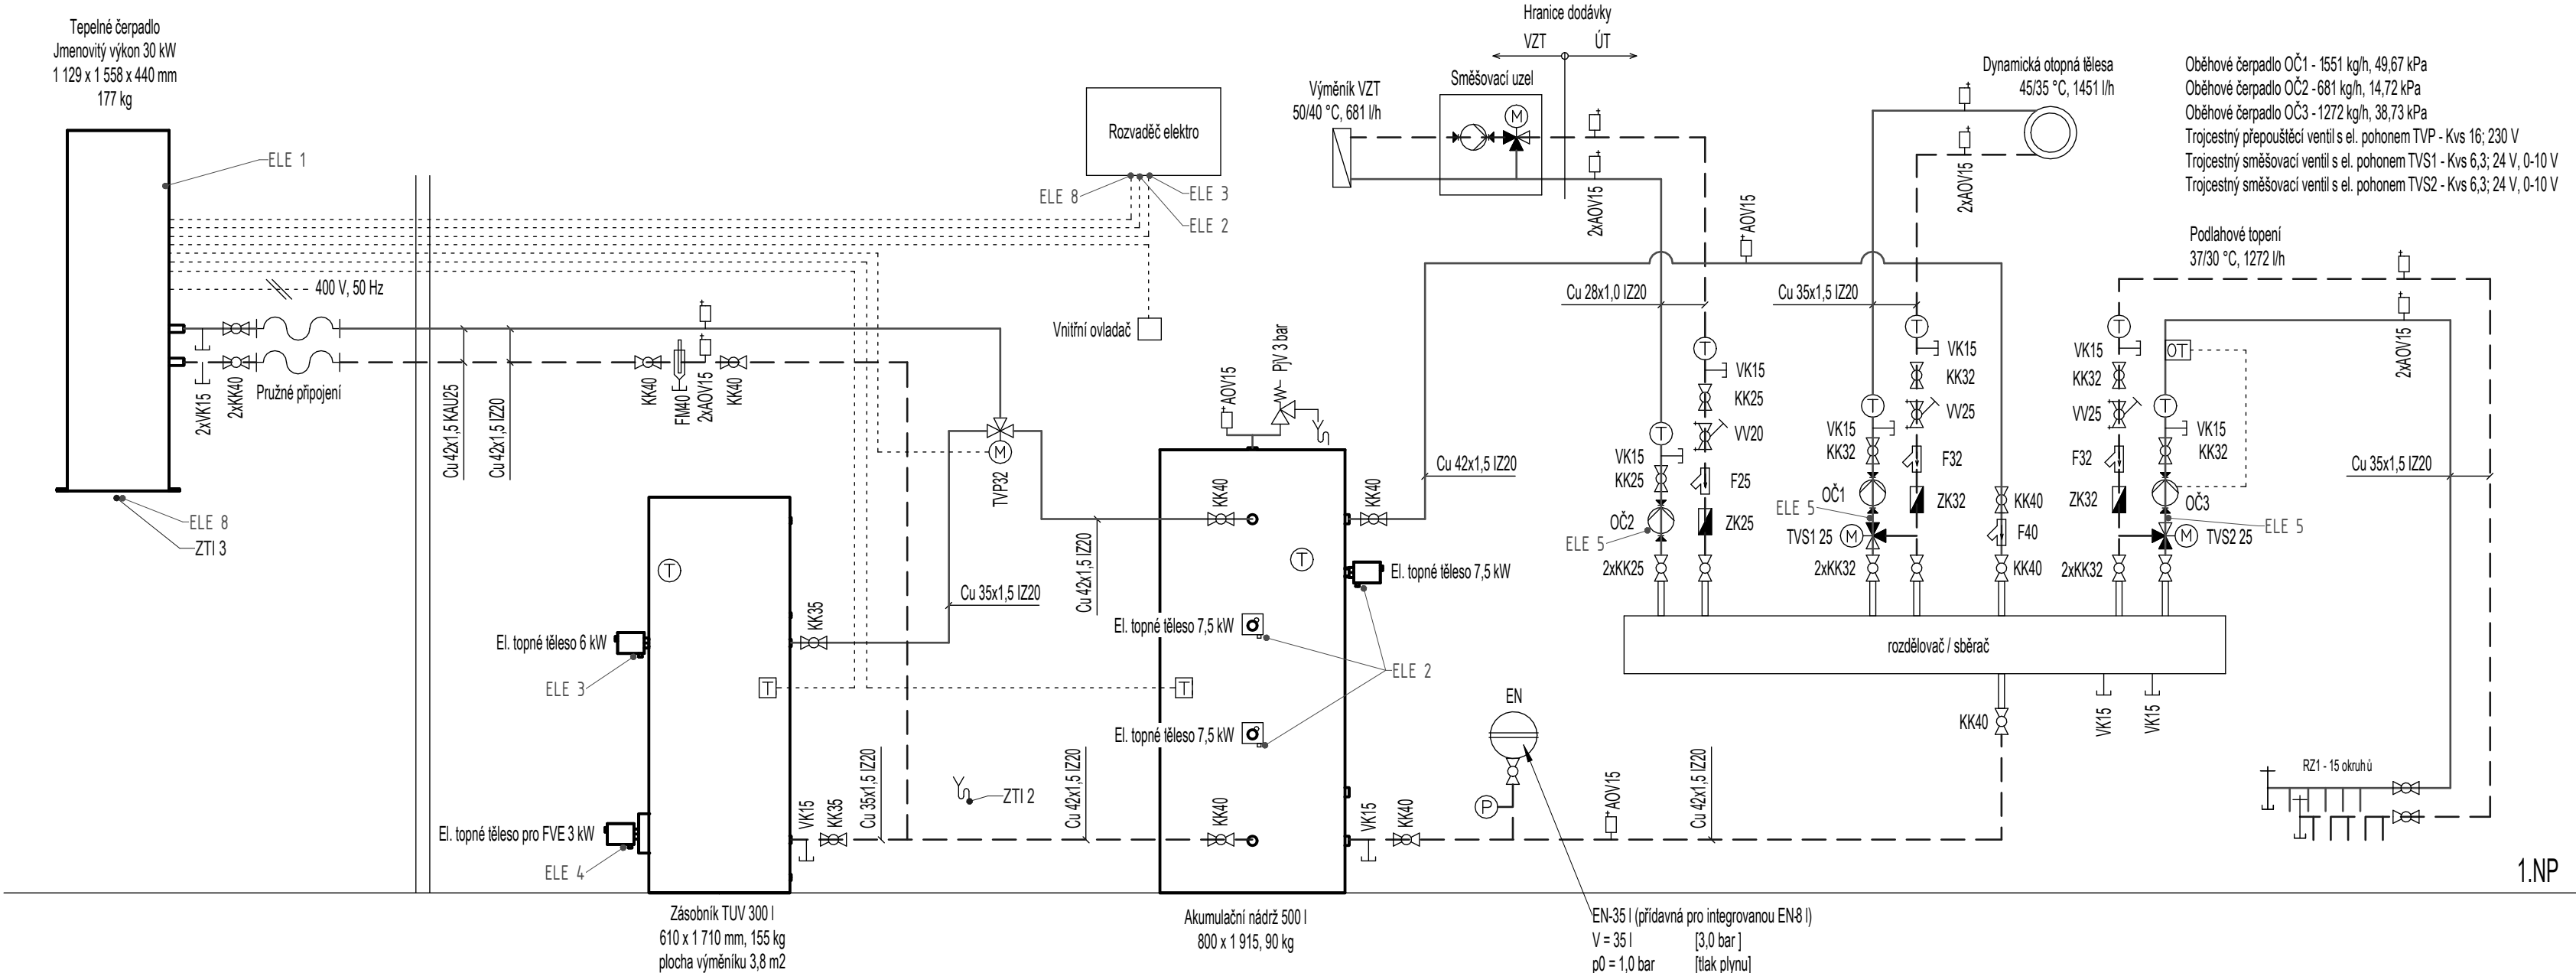 Tepelné čerpadlo
Jmenovitý výkon 30 kW
1 129 x 1 558 x 440 mm
177 kg
ELE 1
ELE 8
ZTI 3
400 V, 50 Hz
2xVK15
2xKK40
Pružné připojení
Cu 42x1,5 KAU25
Cu 42x1,5 IZ20
KK40
FM40
2xAOV15
KK40
Rozvaděč elektro
ELE 8
ELE 3
ELE 2
Vnitřní ovladač
M
TVP32
Cu 35x1,5 IZ20
Cu 42x1,5 IZ20
T
El. topné těleso 6 kW
ELE 3
KK35
T
El. topné těleso pro FVE 3 kW
ELE 4
VK15
KK35
Cu 35x1,5 IZ20
ZTI 2
Cu 42x1,5 IZ20
Zásobník TUV 300 l
610 x 1 710 mm, 155 kg
plocha výměníku 3,8 m2
AOV15
PjV 3 bar
KK40
KK40
T
El. topné těleso 7,5 kW
El. topné těleso 7,5 kW
ELE 2
T
El. topné těleso 7,5 kW
KK40
VK15
KK40
Akumulační nádrž 500 l
800 x 1 915, 90 kg
Hranice dodávky
VZT
ÚT
Směšovací uzel
M
Výměník VZT
50/40 °C, 681 l/h
2xAOV15
AOV15
Cu 28x1,0 IZ20
Cu 35x1,5 IZ20
Dynamická otopná tělesa
45/35 °C, 1451 l/h
2xAOV15
Oběhové čerpadlo OČ1 - 1551 kg/h, 49,67 kPa
Oběhové čerpadlo OČ2 - 681 kg/h, 14,72 kPa
Oběhové čerpadlo OČ3 - 1272 kg/h, 38,73 kPa
Trojcestný přepouštěcí ventil s el. pohonem TVP - Kvs 16; 230 V
Trojcestný směšovací ventil s el. pohonem TVS1 - Kvs 6,3; 24 V, 0-10 V
Trojcestný směšovací ventil s el. pohonem TVS2 - Kvs 6,3; 24 V, 0-10 V
Podlahové topení
37/30 °C, 1272 l/h
2xAOV15
Cu 42x1,5 IZ20
T
VK15
KK25
OČ2
ELE 5
2xKK25
T
VK15
KK25
VV20
F25
ZK25
T
VK15
KK32
OČ1
ELE 5
TVS1 25
M
2xKK32
T
VK15
KK32
VV25
F32
ZK32
KK40
F40
KK40
T
VK15
KK32
VV25
F32
ZK32
2xKK32
OT
T
VK15
KK32
OČ3
ELE 5
M
TVS2 25
Cu 35x1,5 IZ20
rozdělovač / sběrač
KK40
VK15
VK15
EN
P
AOV15
Cu 42x1,5 IZ20
RZ1 - 15 okruhů
1.NP
EN-35 l (přídavná pro integrovanou EN-8 l)
V = 35 l [3,0 bar ]
p0 = 1,0 bar [tlak plynu]